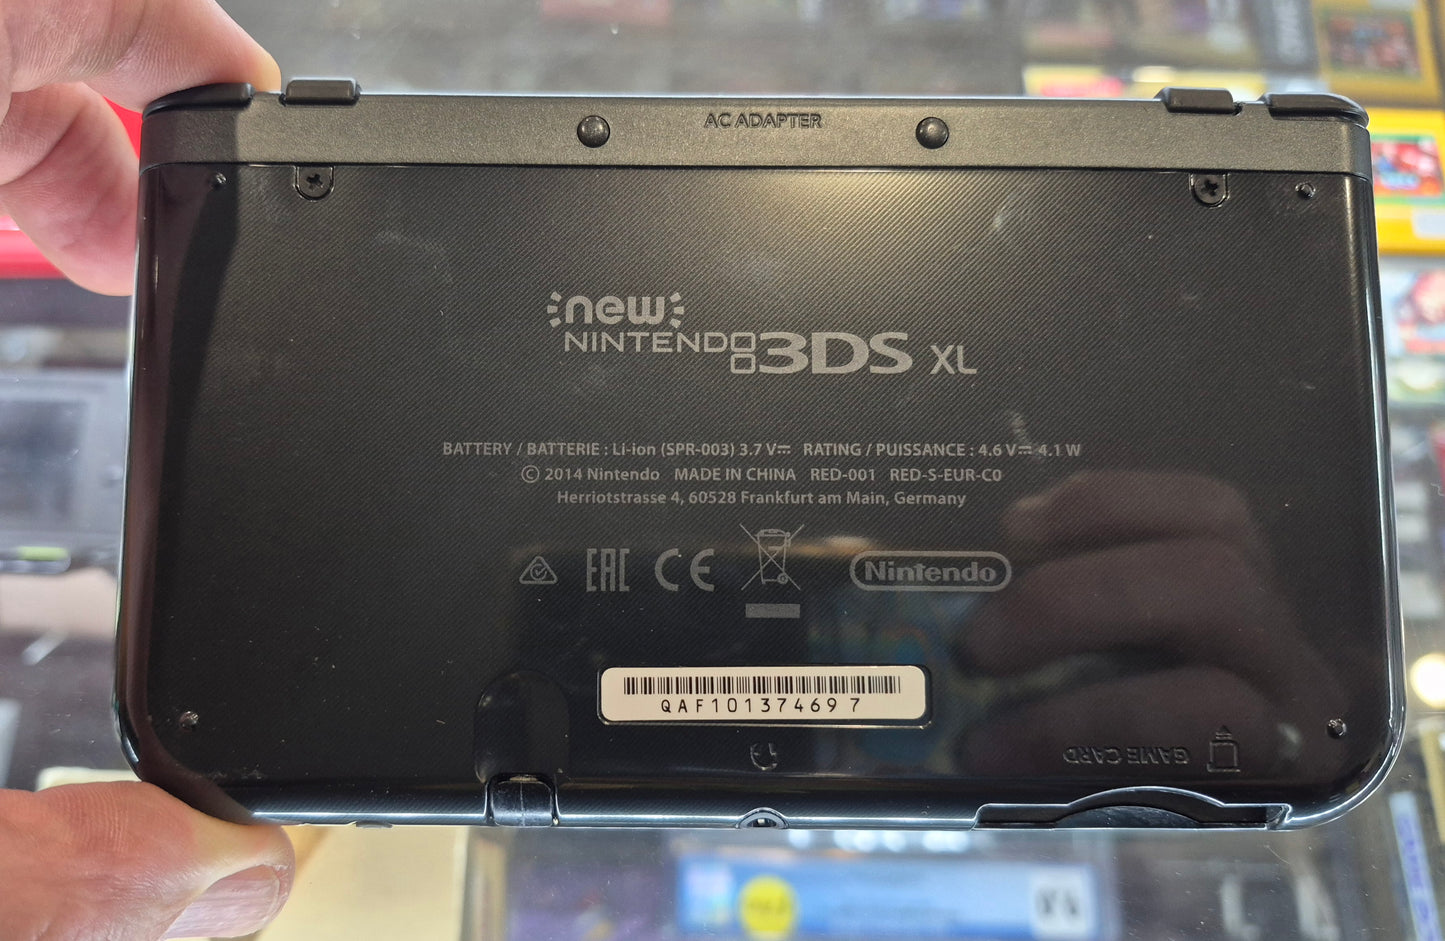 AC ADAPTER
new
NINTENDO 3DS XL
BATTERY / BATTERIE : Li-ion (SPR-003) 3.7 V⎓ RATING / PUISSANCE : 4.6 V⎓ 4.1 W
© 2014 Nintendo MADE IN CHINA RED-001 RED-S-EUR-C0
Herriotstrasse 4, 60528 Frankfurt am Main, Germany
EAC CE Nintendo
QAF101374697
GAME CARD